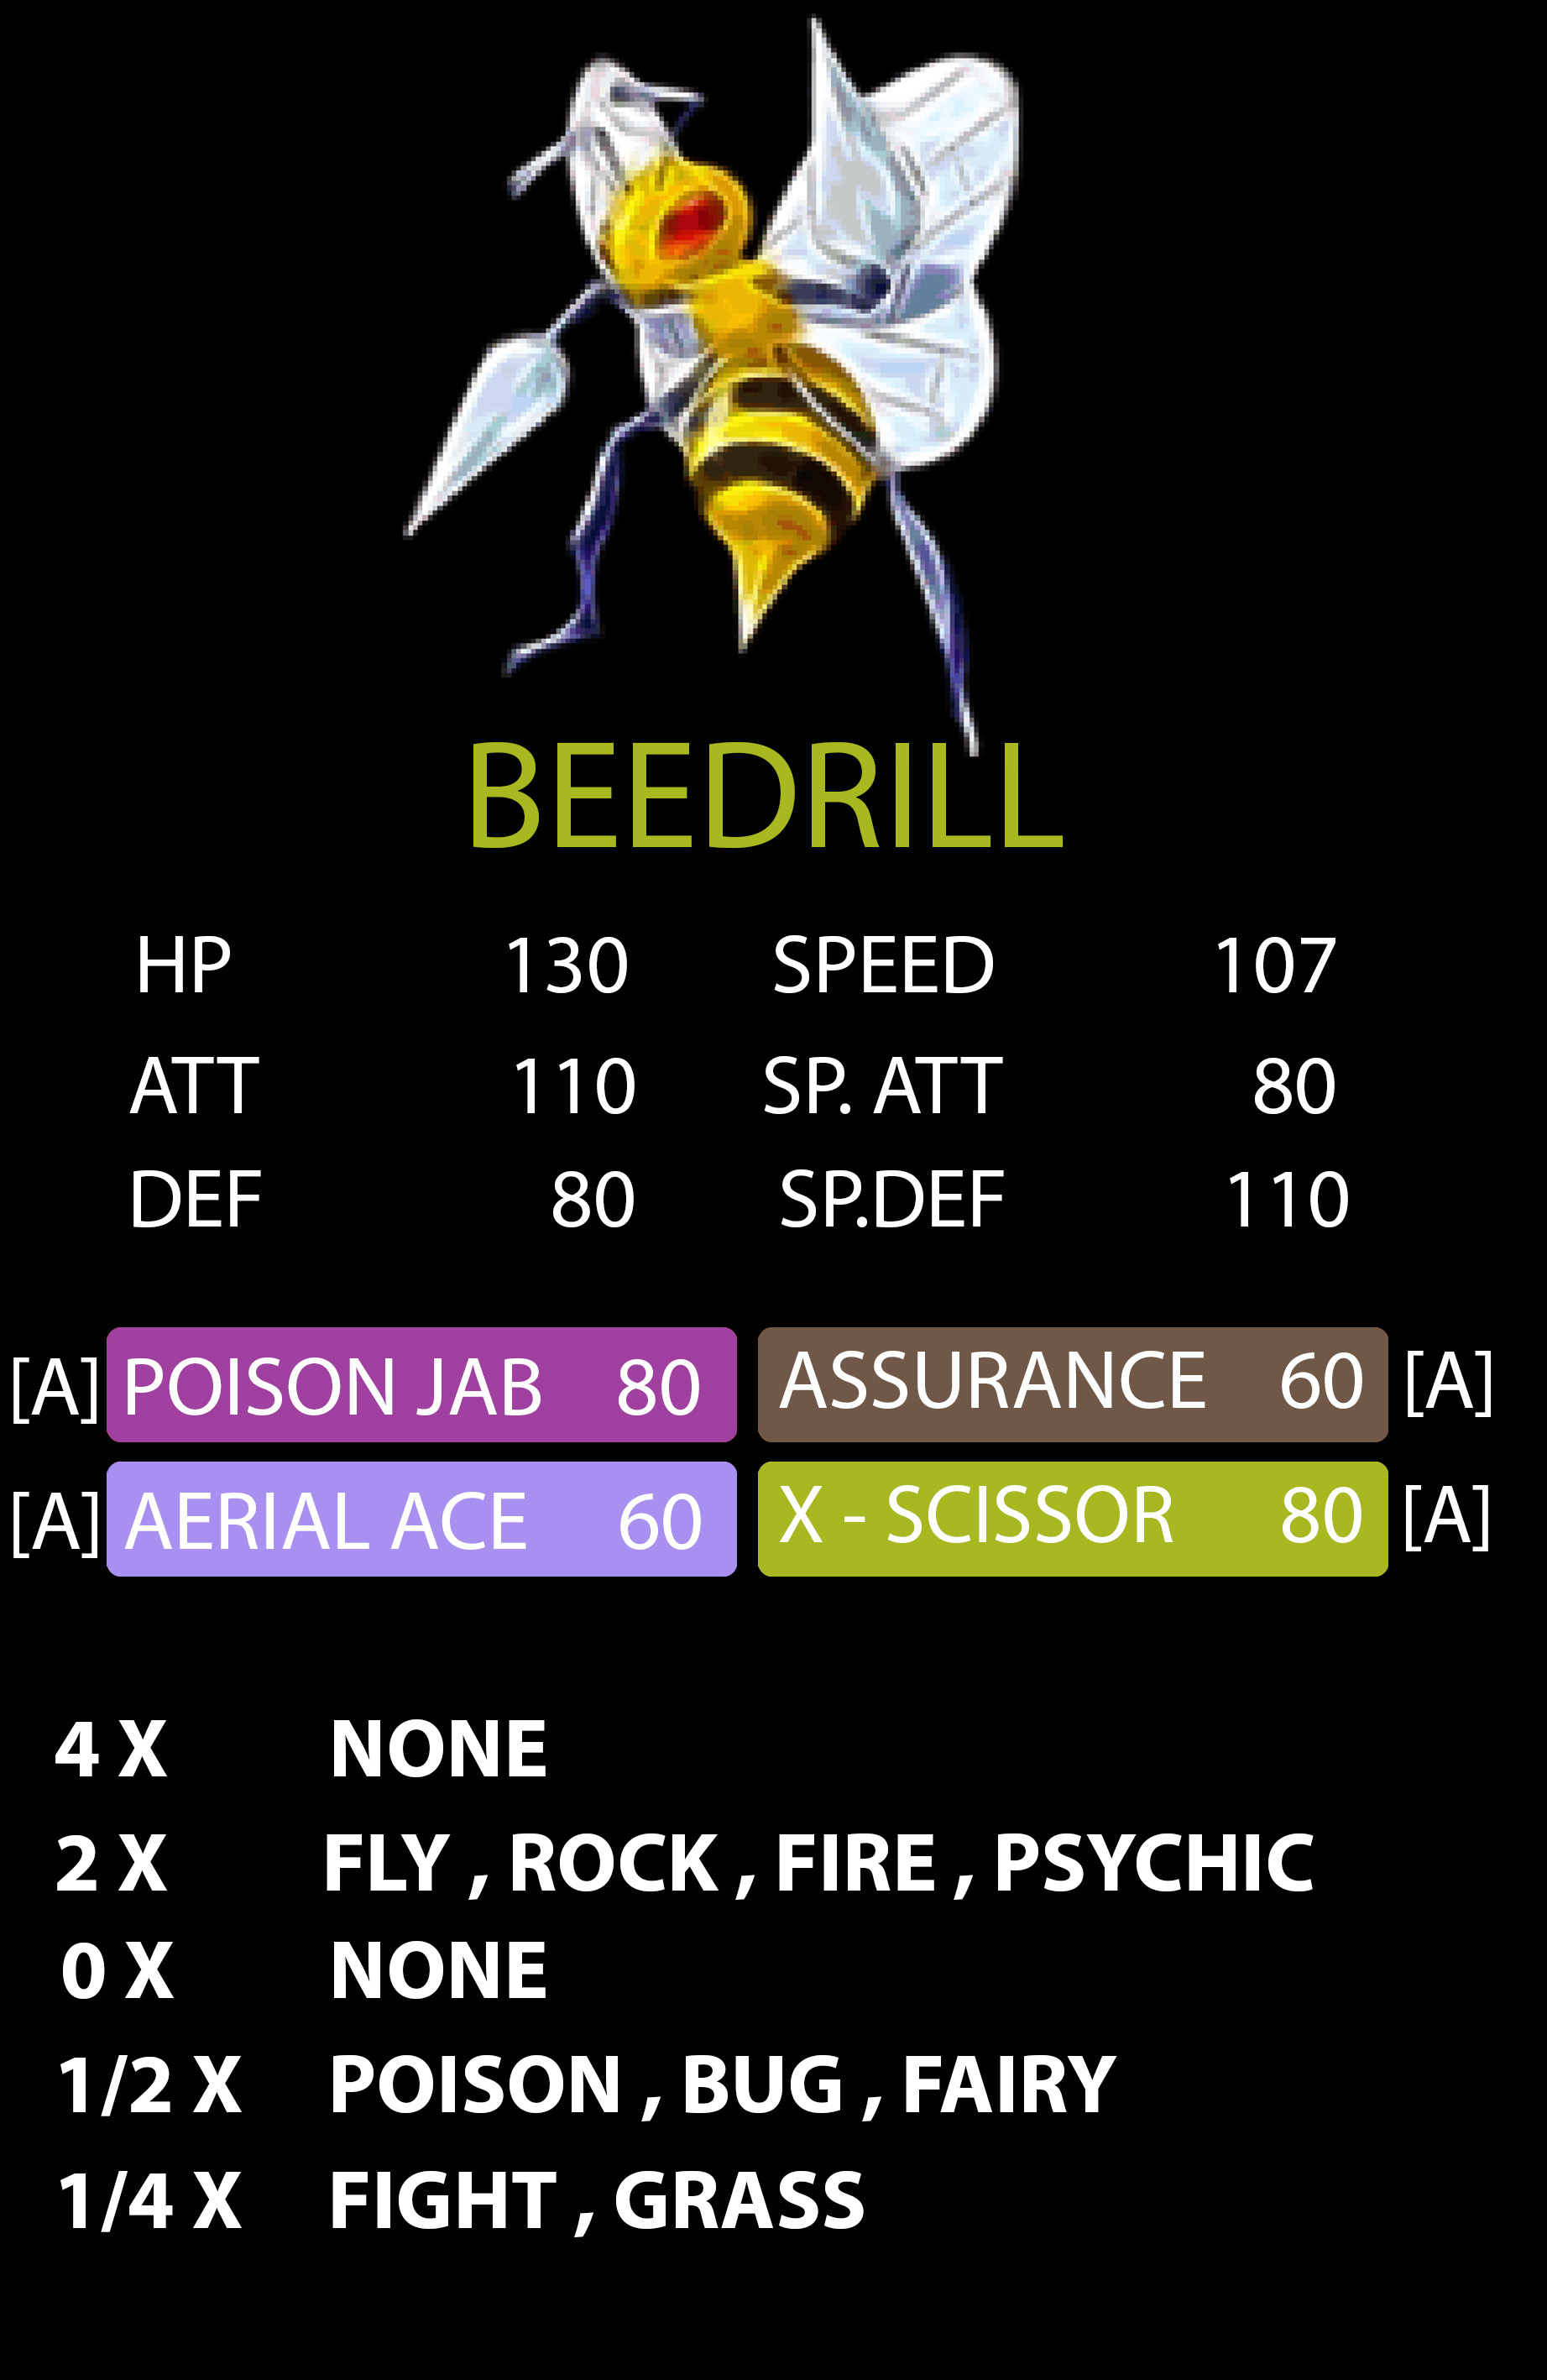 BEEDRILL
HP 130 SPEED 107
ATT 110 SP. ATT 80
DEF 80 SP.DEF 110
[A] POISON JAB 80 ASSURANCE 60 [A]
[A] AERIAL ACE 60 X - SCISSOR 80 [A]
4 X NONE
2 X FLY , ROCK , FIRE , PSYCHIC
0 X NONE
1/2 X POISON , BUG , FAIRY
1/4 X FIGHT , GRASS